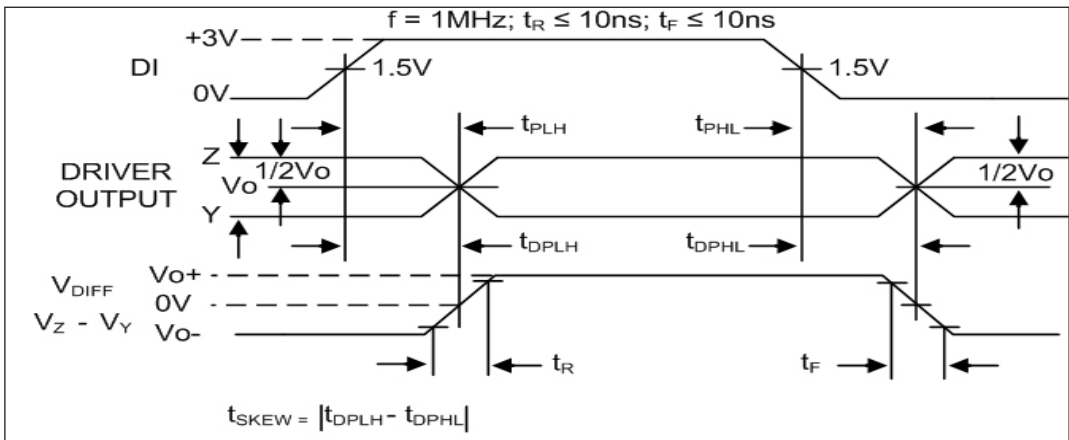 f = 1MHz; tR ≤ 10ns; tF ≤ 10ns
+3V
DI
1.5V
1.5V
0V
tPLH
tPHL
Z
1/2Vo
1/2Vo
DRIVER
OUTPUT
Vo
Y
tDPLH
tDPHL
Vo+
VDIFF
0V
VZ - VY
Vo-
tR
tF
tSKEW = |tDPLH - tDPHL|